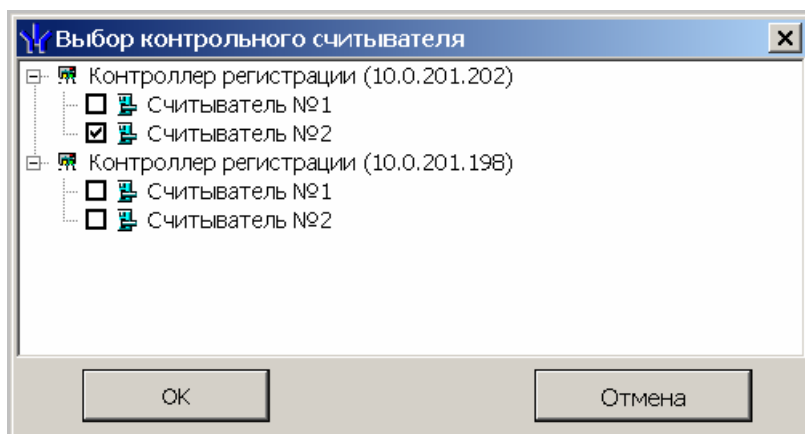 Выбор контрольного считывателя
Контроллер регистрации (10.0.201.202)
Считыватель №1
Считыватель №2
Контроллер регистрации (10.0.201.198)
Считыватель №1
Считыватель №2
OK
Отмена